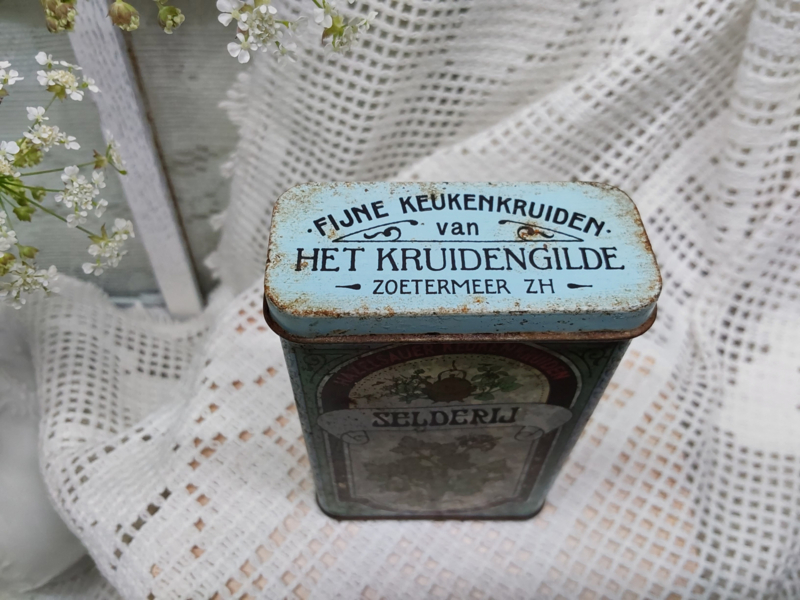 ·FIJNE KEUKENKRUIDEN·
van
HET KRUIDENGILDE
ZOETERMEER ZH
SELDERIJ